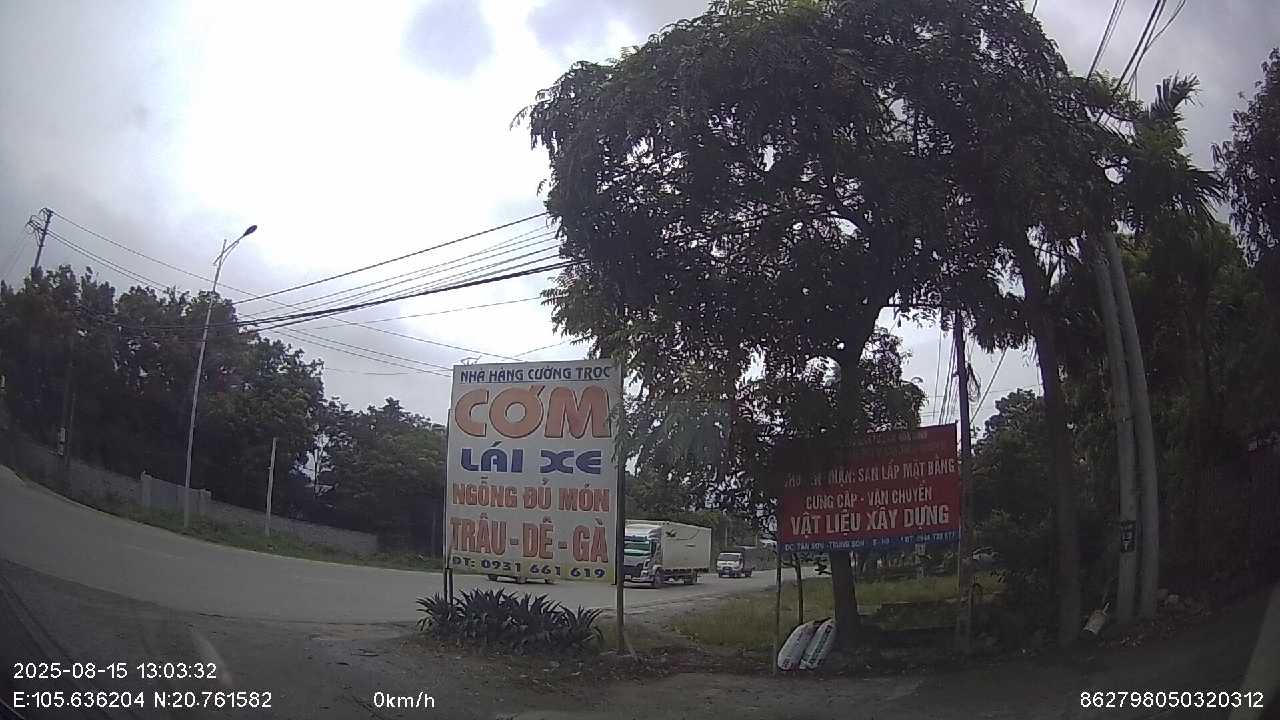 NHÀ HÀNG CƯỜNG TRỌC
CƠM
LÁI XE
NGỖNG ĐỦ MÓN
TRÂU - DÊ - GÀ
ĐT: 0931 661 619
SAN LẤP MẶT BẰNG
CUNG CẤP - VẬN CHUYỂN
VẬT LIỆU XÂY DỰNG
2025-08-15 13:03:32
E:105.636204 N:20.761582
0km/h
862798050320312